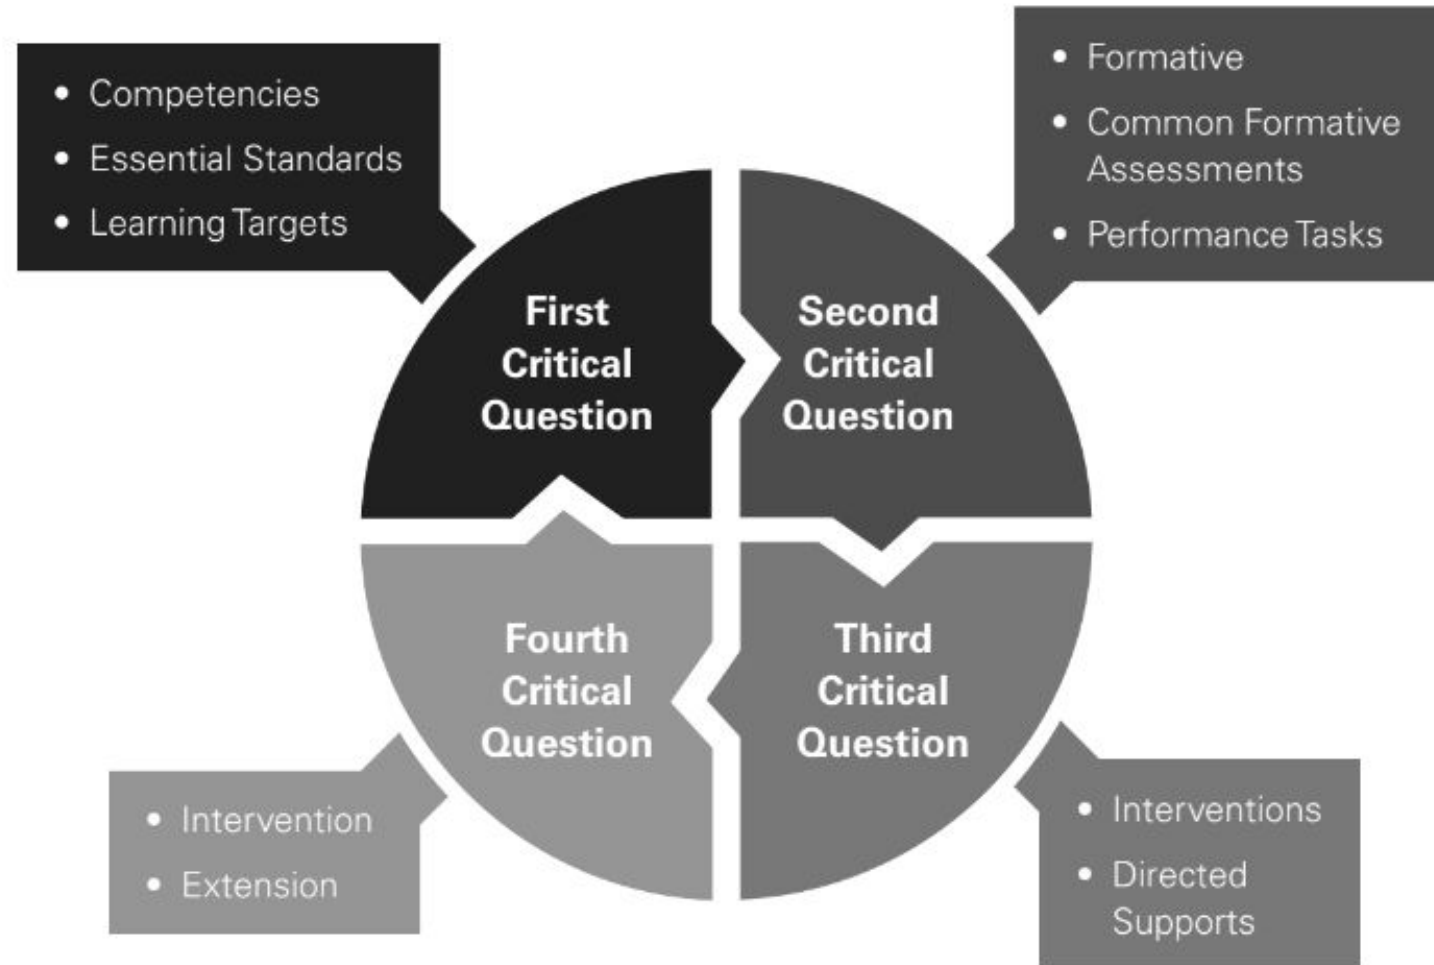 • Competencies
• Essential Standards
• Learning Targets
• Formative
• Common Formative
Assessments
• Performance Tasks
First
Critical
Question
Second
Critical
Question
Fourth
Critical
Question
Third
Critical
Question
• Intervention
• Extension
• Interventions
• Directed
Supports